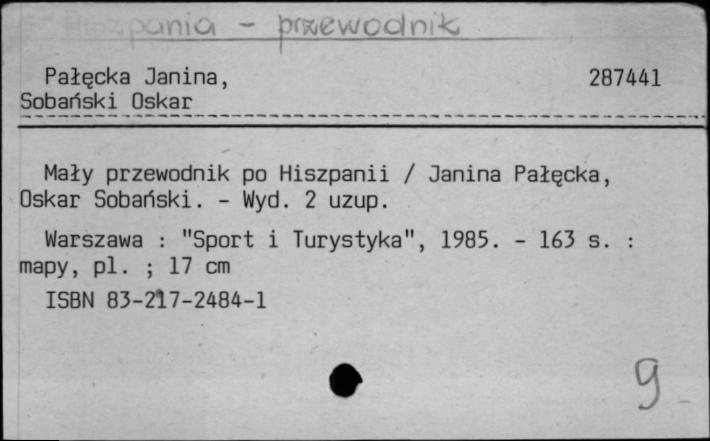 Hiszpania - przewodnik
Pałęcka Janina, 287441
Sobański Oskar
Mały przewodnik po Hiszpanii / Janina Pałęcka,
Oskar Sobański. - Wyd. 2 uzup.
Warszawa : "Sport i Turystyka", 1985. - 163 s. :
mapy, pl. ; 17 cm
ISBN 83-217-2484-1
9